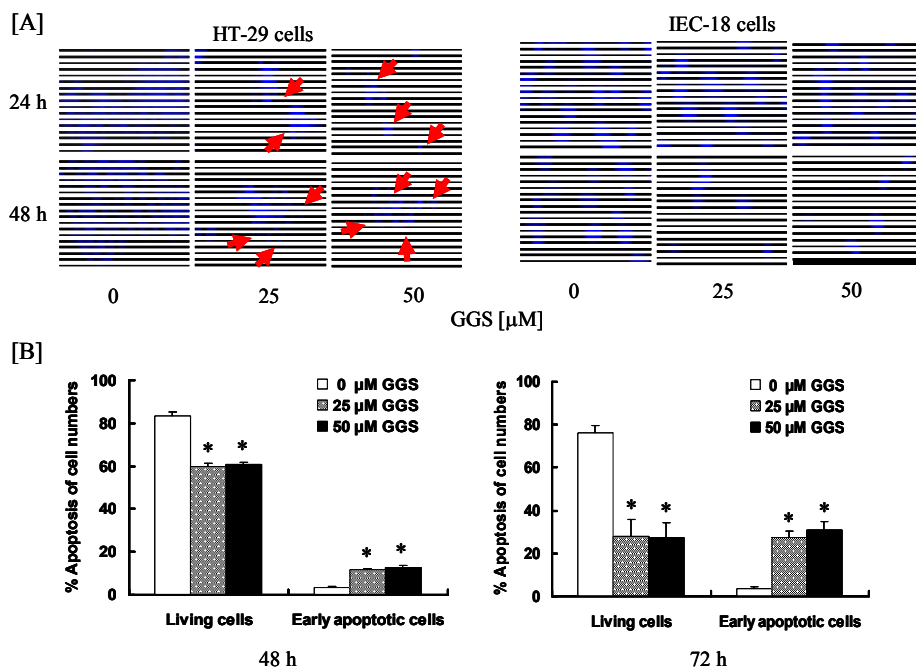 [A]
HT-29 cells
IEC-18 cells
24 h
48 h
0
25
50
0
25
50
GGS [µM]
[B]
% Apoptosis of cell numbers
100
80
60
40
20
0
0 µM GGS
25 µM GGS
50 µM GGS
* *
* *
Living cells
Early apoptotic cells
48 h
% Apoptosis of cell numbers
100
80
60
40
20
0
0 µM GGS
25 µM GGS
50 µM GGS
* *
* *
Living cells
Early apoptotic cells
72 h